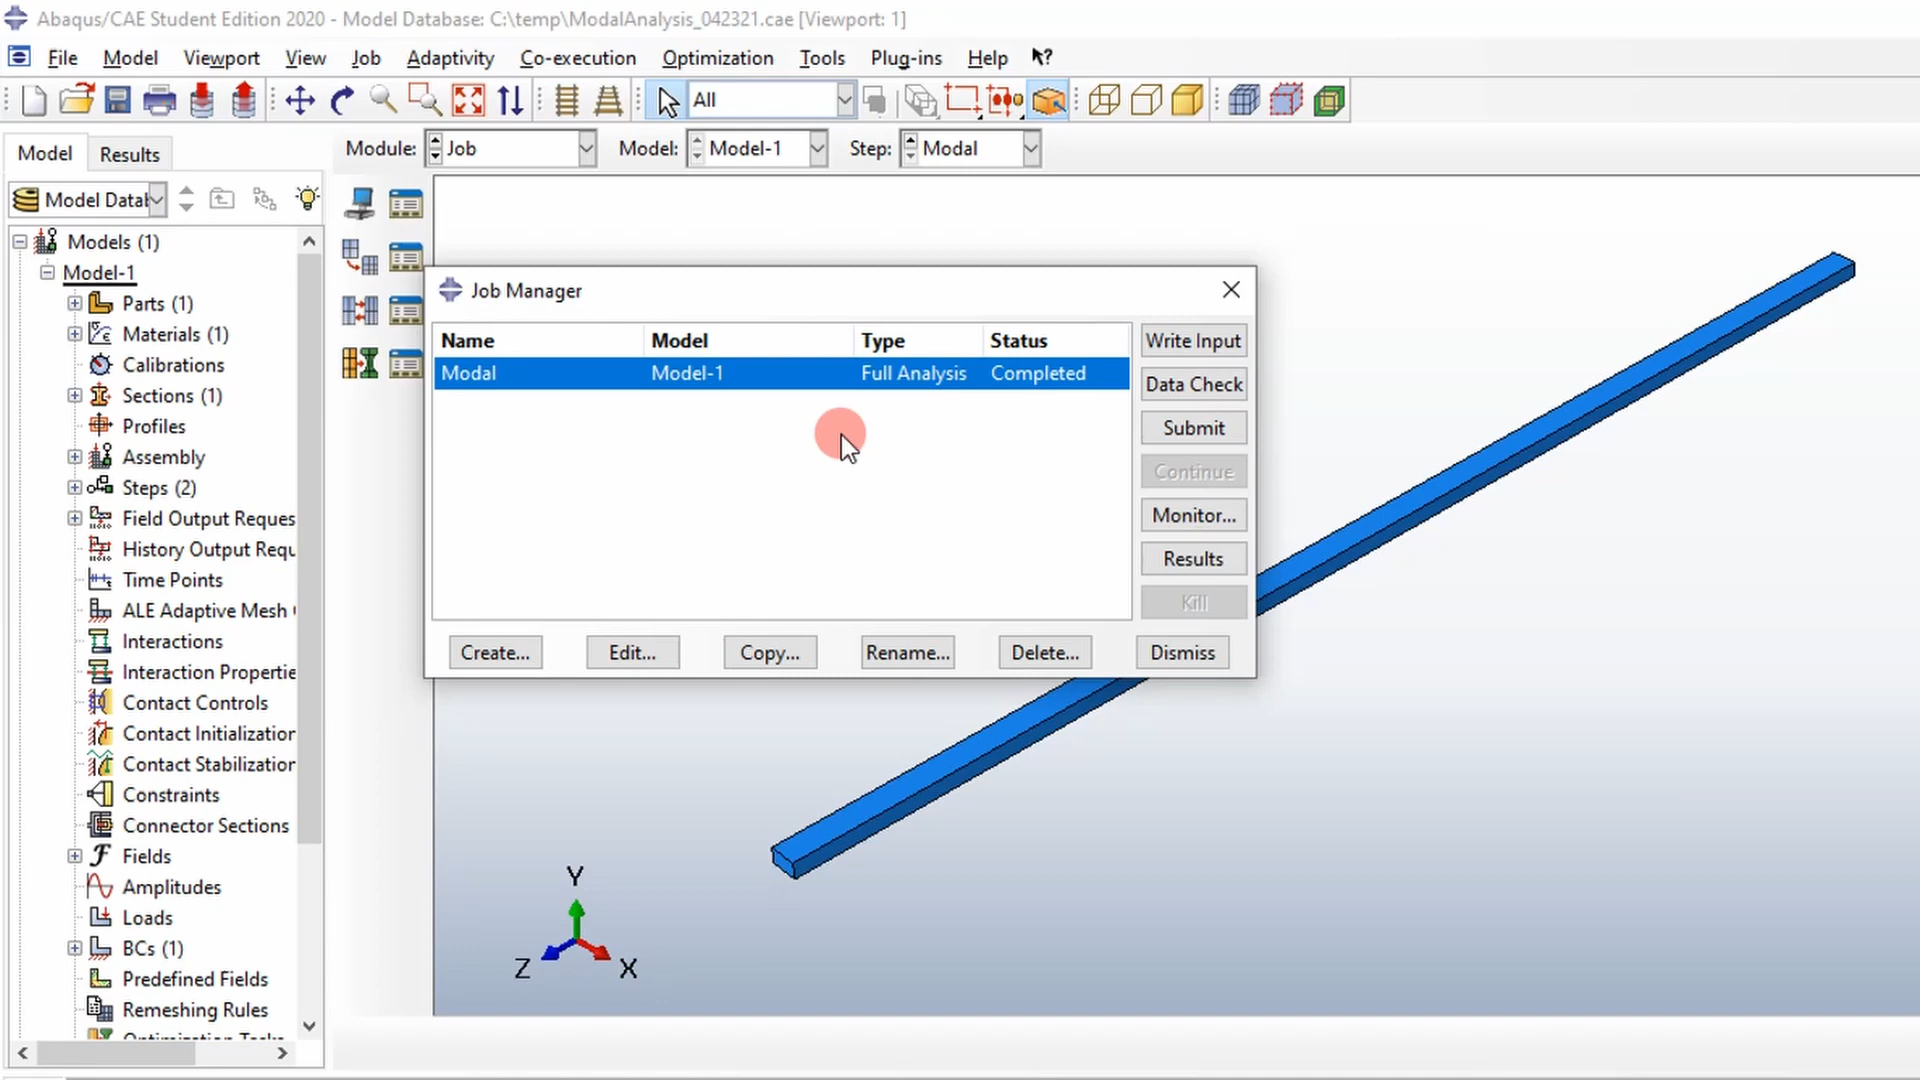 Abaqus/CAE Student Edition 2020 - Model Database: C:\temp\ModalAnalysis_042321.cae [Viewport: 1]
File Model Viewport View Job Adaptivity Co-execution Optimization Tools Plug-ins Help ?
All
Model Results
Module: Job Model: Model-1 Step: Modal
Model Datal
Models (1)
Model-1
Parts (1)
Materials (1)
Calibrations
Sections (1)
Profiles
Assembly
Steps (2)
Field Output Reques
History Output Requ
Time Points
ALE Adaptive Mesh
Interactions
Interaction Propertie
Contact Controls
Contact Initialization
Contact Stabilization
Constraints
Connector Sections
Fields
Amplitudes
Loads
BCs (1)
Predefined Fields
Remeshing Rules
Job Manager
Name Model Type Status
Modal Model-1 Full Analysis Completed
Write Input
Data Check
Submit
Continue
Monitor...
Results
Kill
Create... Edit... Copy... Rename... Delete... Dismiss
Y
Z X